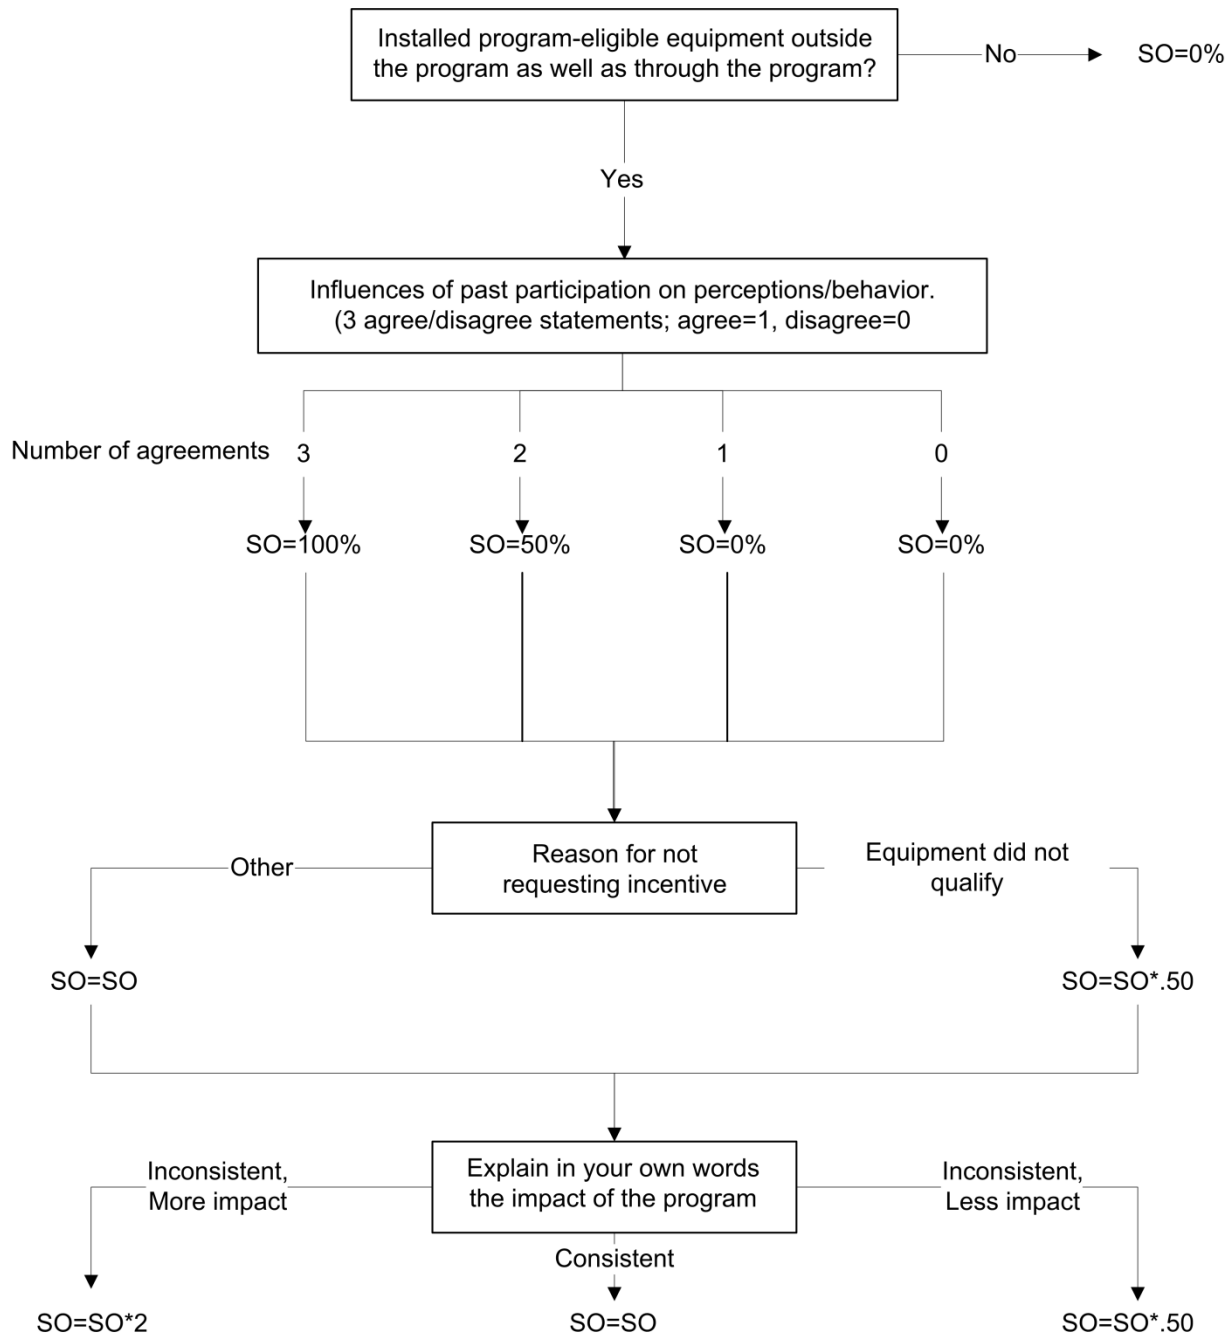 Installed program-eligible equipment outside
the program as well as through the program?
No
SO=0%
Yes
Influences of past participation on perceptions/behavior.
(3 agree/disagree statements; agree=1, disagree=0
Number of agreements
3
2
1
0
SO=100%
SO=50%
SO=0%
SO=0%
Reason for not
requesting incentive
Other
Equipment did not
qualify
SO=SO
SO=SO*.50
Explain in your own words
the impact of the program
Inconsistent,
More impact
Inconsistent,
Less impact
Consistent
SO=SO*2
SO=SO
SO=SO*.50